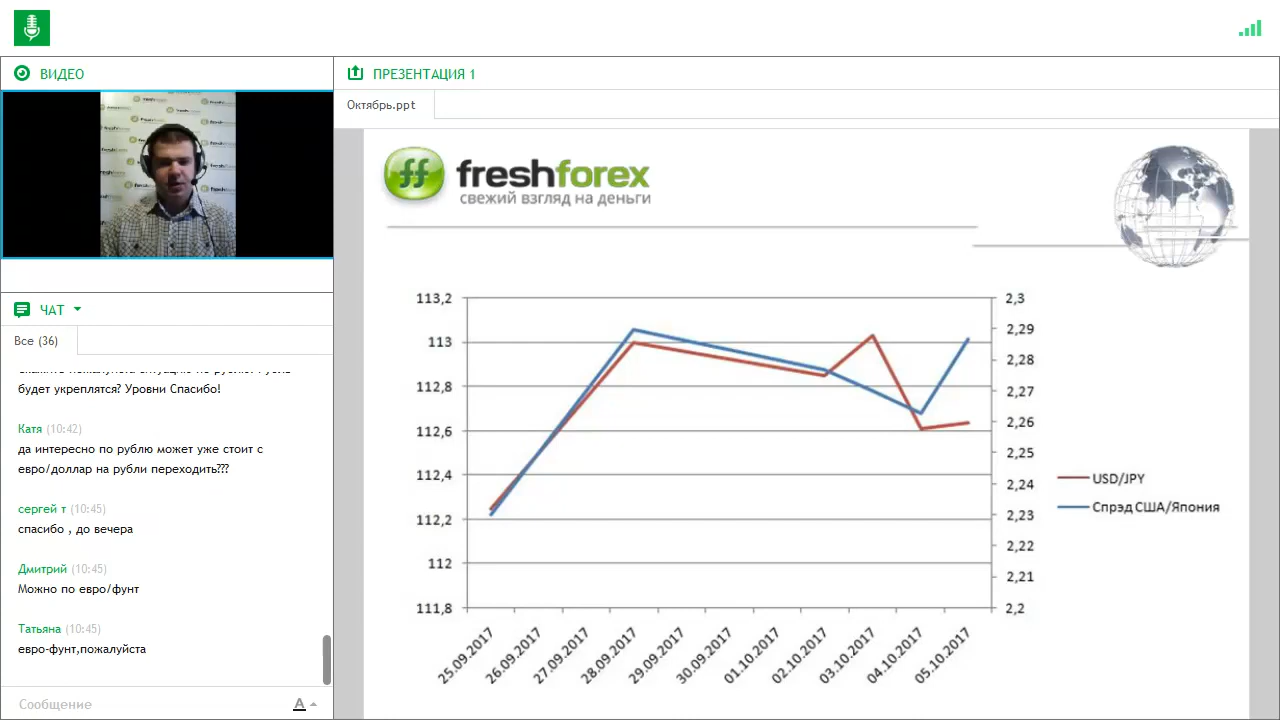 ВИДЕО
ПРЕЗЕНТАЦИЯ 1
Октябрь.ppt
freshforex
свежий взгляд на деньги
ЧАТ
Все (36)
будет укреплятся? Уровни Спасибо!
Катя (10:42)
да интересно по рублю может уже стоит с
евро/доллар на рубли переходить???
сергей т (10:45)
спасибо , до вечера
Дмитрий (10:45)
Можно по евро/фунт
Татьяна (10:45)
евро-фунт,пожалуйста
Сообщение
A
113,2
113
112,8
112,6
112,4
112,2
112
111,8
2,3
2,29
2,28
2,27
2,26
2,25
2,24
2,23
2,22
2,21
2,2
25.09.2017
26.09.2017
27.09.2017
28.09.2017
29.09.2017
30.09.2017
01.10.2017
02.10.2017
03.10.2017
04.10.2017
05.10.2017
USD/JPY
Спрэд США/Япония